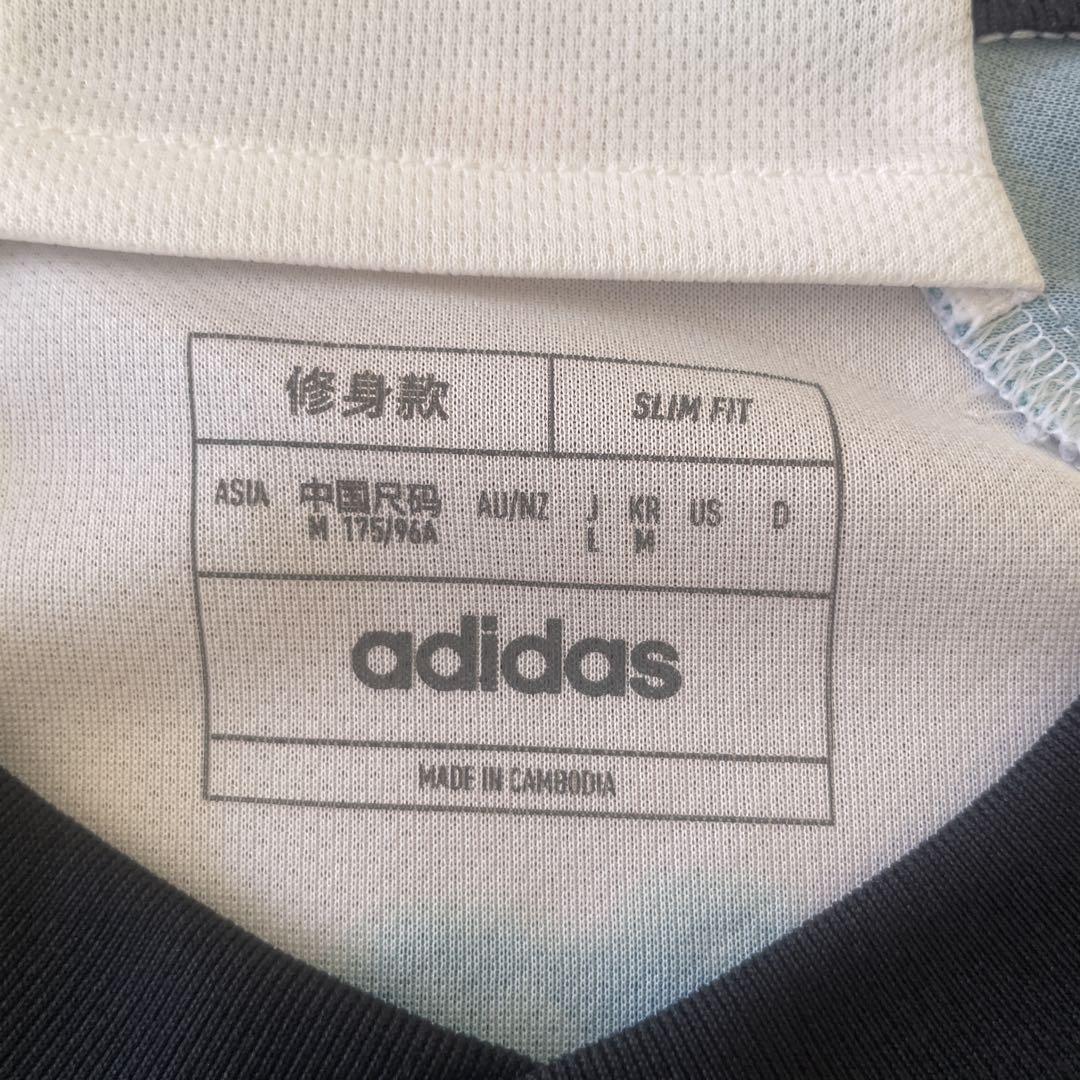 修身款 SLIM FIT
ASIA 中国尺码 AU/NZ J KR US D
M 175/96A L M
adidas
MADE IN CAMBODIA